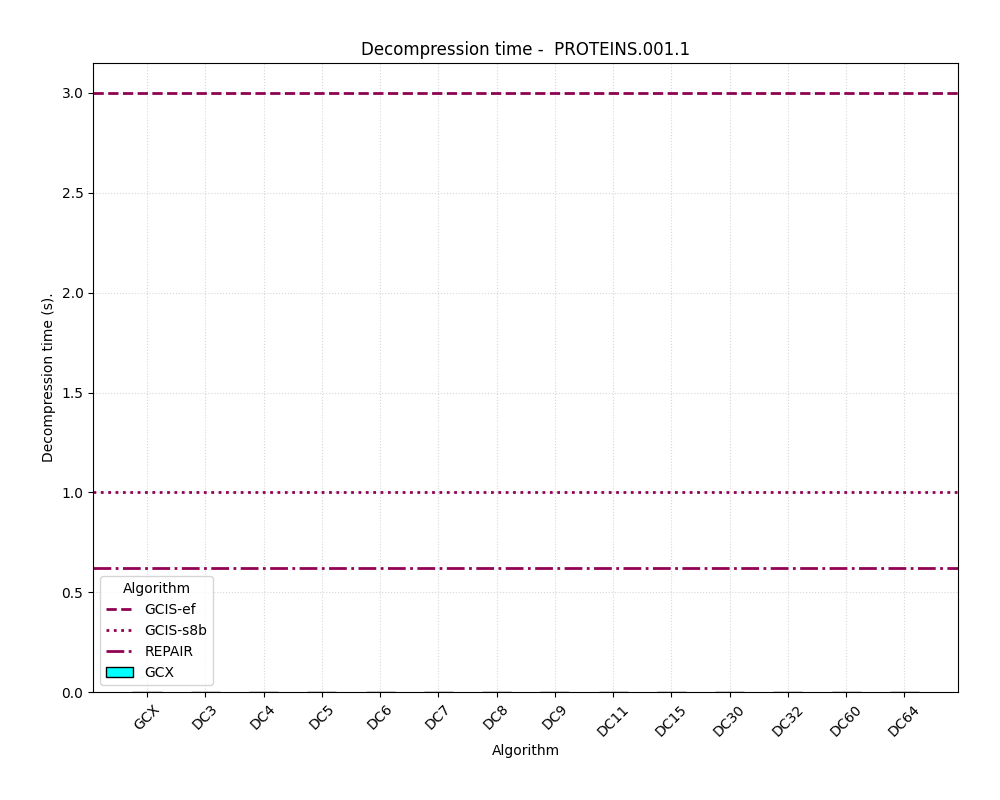 Decompression time -  PROTEINS.001.1
Decompression time (s).
3.0
2.5
2.0
1.5
1.0
0.5
0.0
Algorithm
GCIS-ef
GCIS-s8b
REPAIR
GCX
GCX DC3 DC4 DC5 DC6 DC7 DC8 DC9 DC11 DC15 DC30 DC32 DC60 DC64
Algorithm